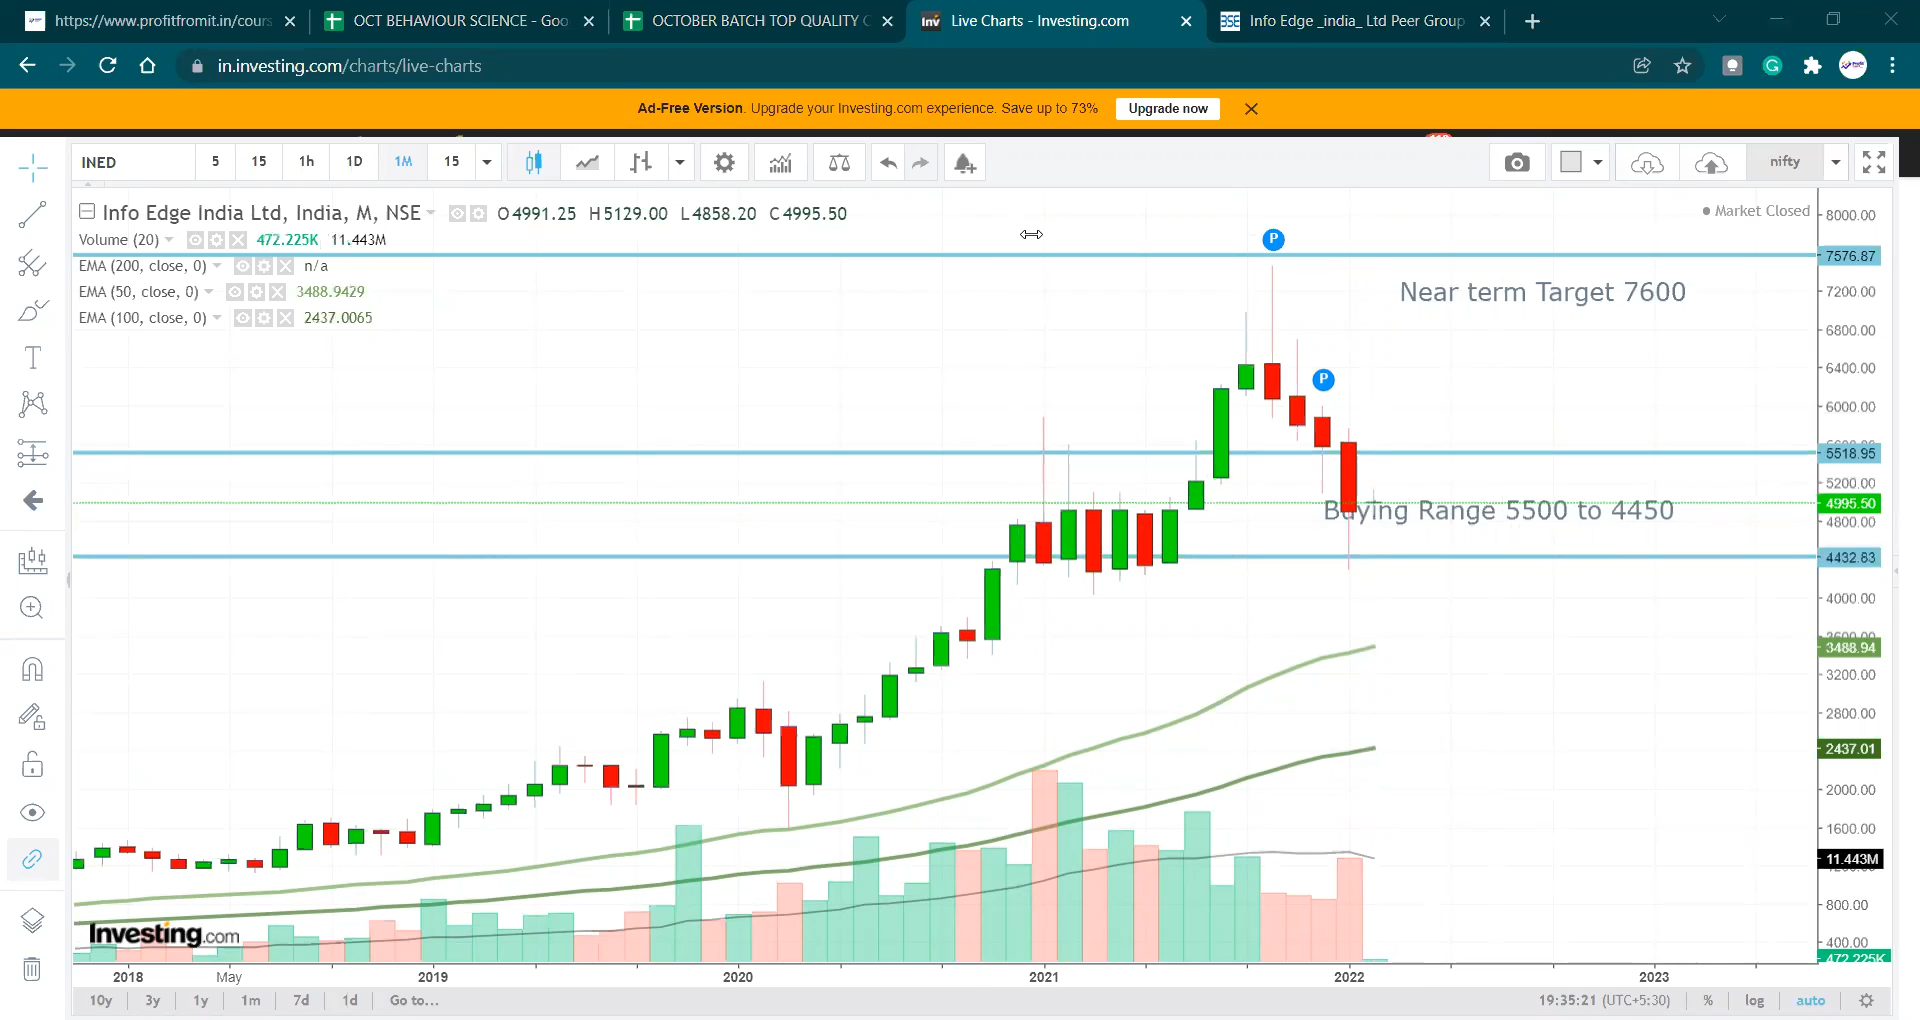 https://www.profitfromit.in/cours
OCT BEHAVIOUR SCIENCE - Goo
OCTOBER BATCH TOP QUALITY C
Inv
Live Charts - Investing.com
BSE
Info Edge _india_ Ltd Peer Group
in.investing.com/charts/live-charts
Ad-Free Version. Upgrade your Investing.com experience. Save up to 73%
Upgrade now
INED
5
15
1h
1D
1M
15
nifty
Info Edge India Ltd, India, M, NSE
O4991.25 H5129.00 L4858.20 C4995.50
Market Closed
Volume (20)
472.225K 11.443M
EMA (200, close, 0)
n/a
EMA (50, close, 0)
3488.9429
EMA (100, close, 0)
2437.0065
P
P
Near term Target 7600
Buying Range 5500 to 4450
8000.00
7576.87
7200.00
6800.00
6400.00
6000.00
5518.95
5200.00
4995.50
4800.00
4432.83
4000.00
3488.94
3200.00
2800.00
2437.01
2000.00
1600.00
11.443M
800.00
400.00
472.225K
Investing.com
2018
May
2019
2020
2021
2022
2023
10y
3y
1y
1m
7d
1d
Go to...
19:35:21 (UTC+5:30)
%
log
auto